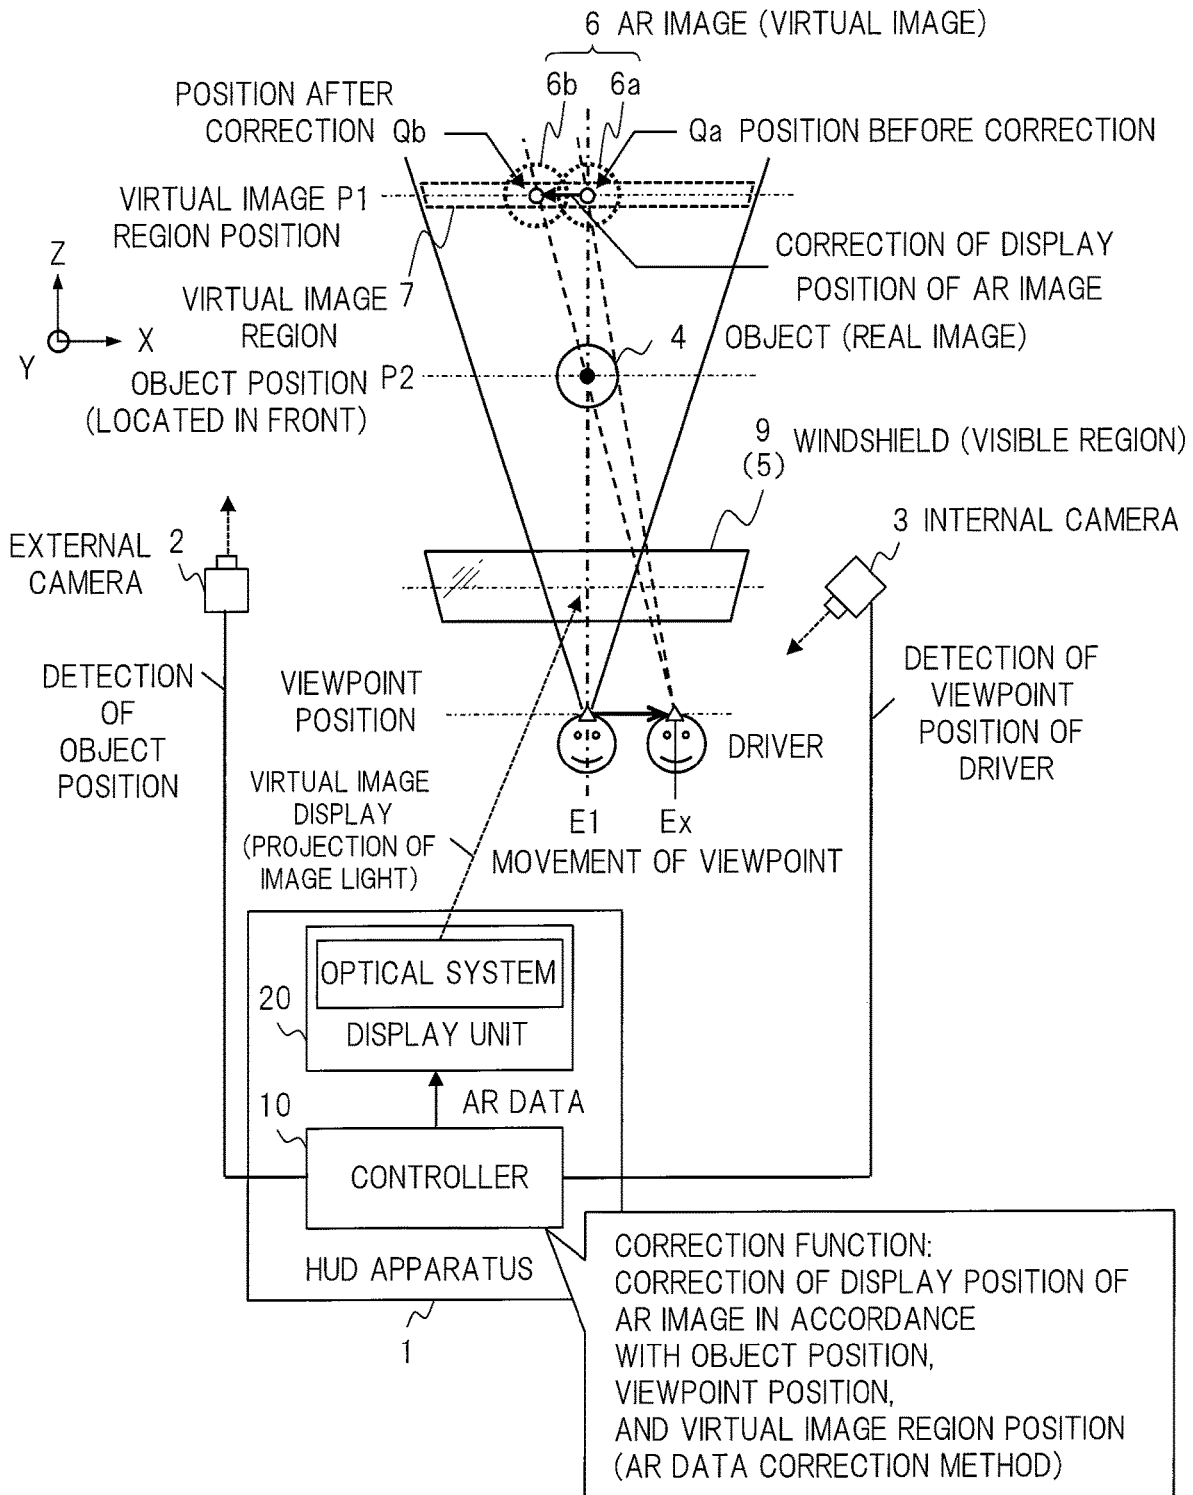 6 AR IMAGE (VIRTUAL IMAGE)
6b 6a
POSITION AFTER
CORRECTION Qb
Qa POSITION BEFORE CORRECTION
VIRTUAL IMAGE P1
REGION POSITION
CORRECTION OF DISPLAY
POSITION OF AR IMAGE
Z
X
Y
VIRTUAL IMAGE 7
REGION
4 OBJECT (REAL IMAGE)
OBJECT POSITION P2
(LOCATED IN FRONT)
9 WINDSHIELD (VISIBLE REGION)
(5)
3 INTERNAL CAMERA
EXTERNAL 2
CAMERA
DETECTION
OF
OBJECT
POSITION
VIEWPOINT
POSITION
DETECTION OF
VIEWPOINT
POSITION OF
DRIVER
DRIVER
VIRTUAL IMAGE
DISPLAY
(PROJECTION OF
IMAGE LIGHT)
E1 Ex
MOVEMENT OF VIEWPOINT
OPTICAL SYSTEM
20
DISPLAY UNIT
AR DATA
10
CONTROLLER
HUD APPARATUS
1
CORRECTION FUNCTION:
CORRECTION OF DISPLAY POSITION OF
AR IMAGE IN ACCORDANCE
WITH OBJECT POSITION,
VIEWPOINT POSITION,
AND VIRTUAL IMAGE REGION POSITION
(AR DATA CORRECTION METHOD)